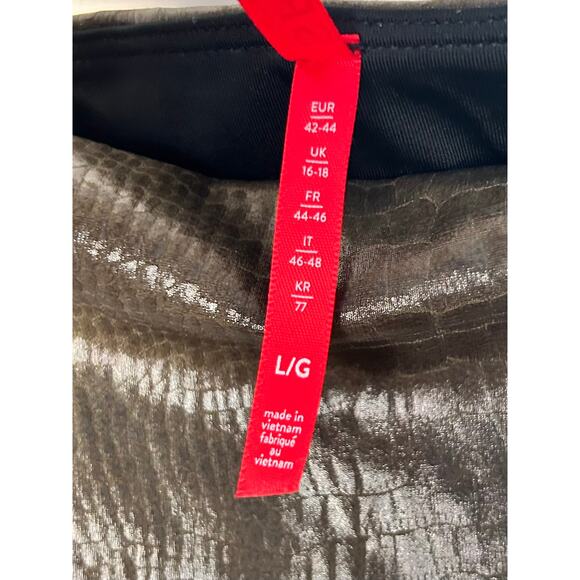 EUR
42-44
UK
16-18
FR
44-46
IT
46-48
KR
77
L/G
made in
vietnam
fabriqué
au
vietnam